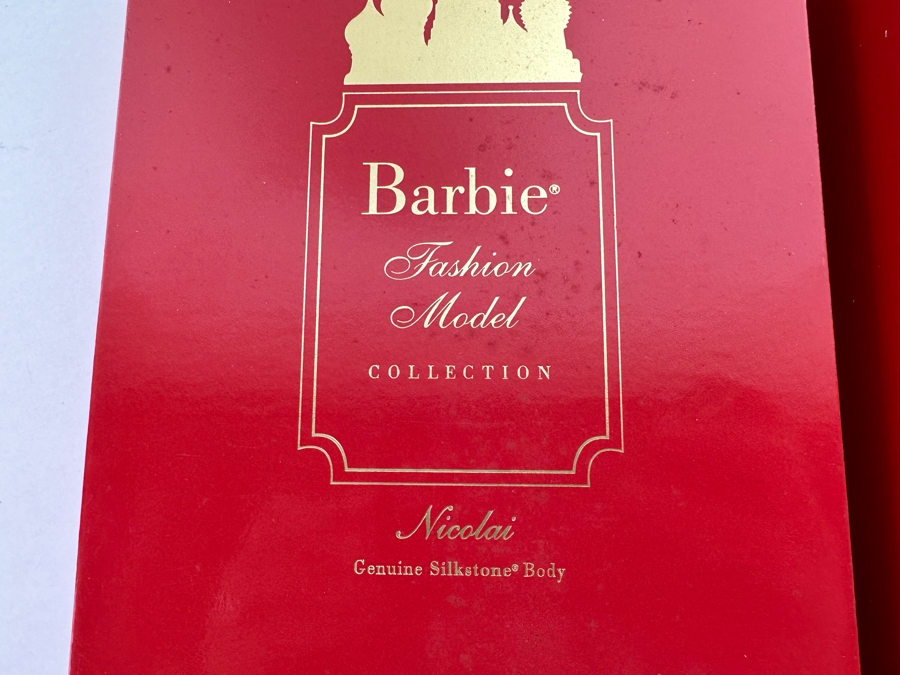 Barbie®
Fashion
Model
COLLECTION
Nicolai
Genuine Silkstone® Body